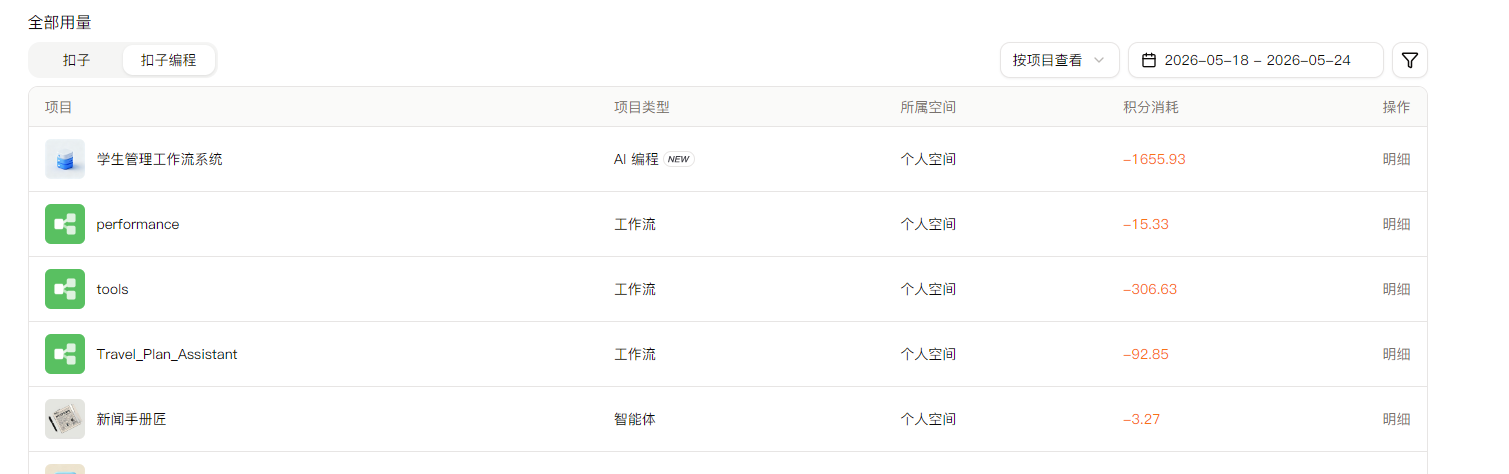 全部用量
扣子 扣子编程 按项目查看 2026-05-18 - 2026-05-24
项目 项目类型 所属空间 积分消耗 操作
学生管理工作流系统 AI 编程 NEW 个人空间 -1655.93 明细
performance 工作流 个人空间 -15.33 明细
tools 工作流 个人空间 -306.63 明细
Travel_Plan_Assistant 工作流 个人空间 -92.85 明细
新闻手册匠 智能体 个人空间 -3.27 明细